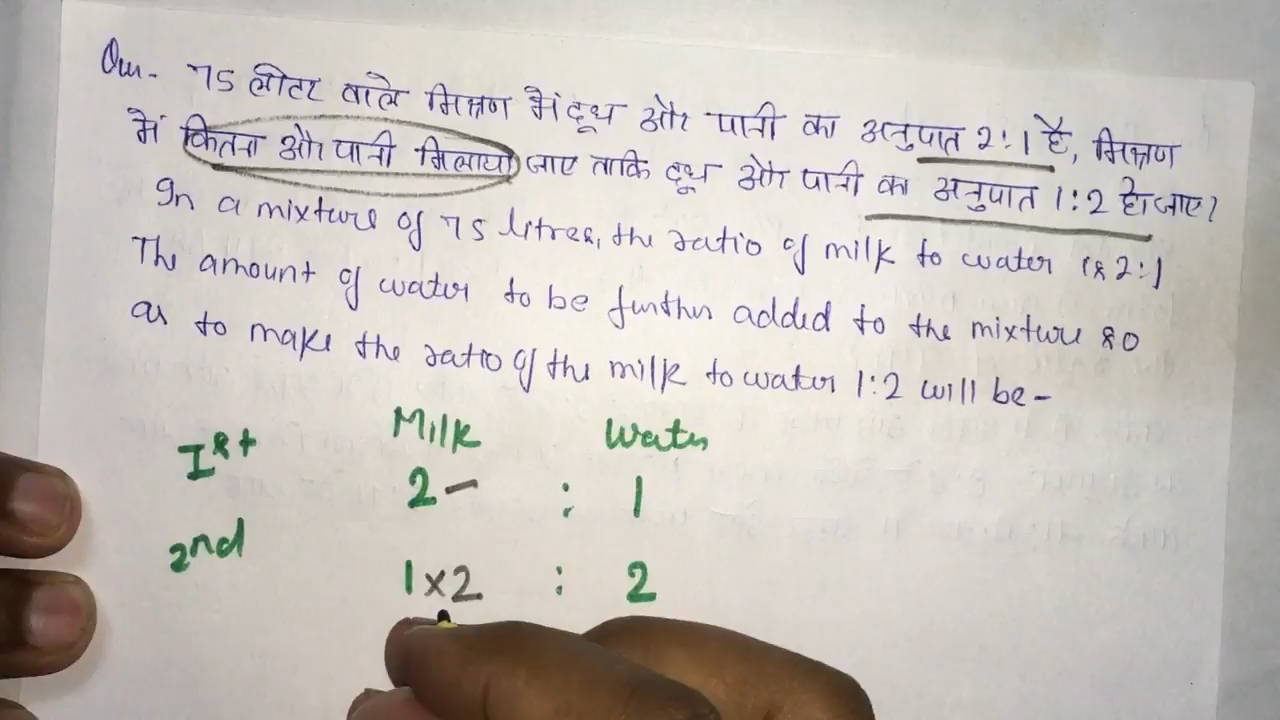 Que. 75 लीटर वाले मिश्रण में दूध और पानी का अनुपात 2:1 है, मिश्रण
में कितना और पानी मिलाया जाए ताकि दूध और पानी का अनुपात 1:2 हो जाए?
In a mixture of 75 litres, the ratio of milk to water is 2:1
The amount of water to be further added to the mixture so
as to make the ratio of the milk to water 1:2 will be-
Milk Water
Ist 2 - : 1
2nd 1x2 : 2